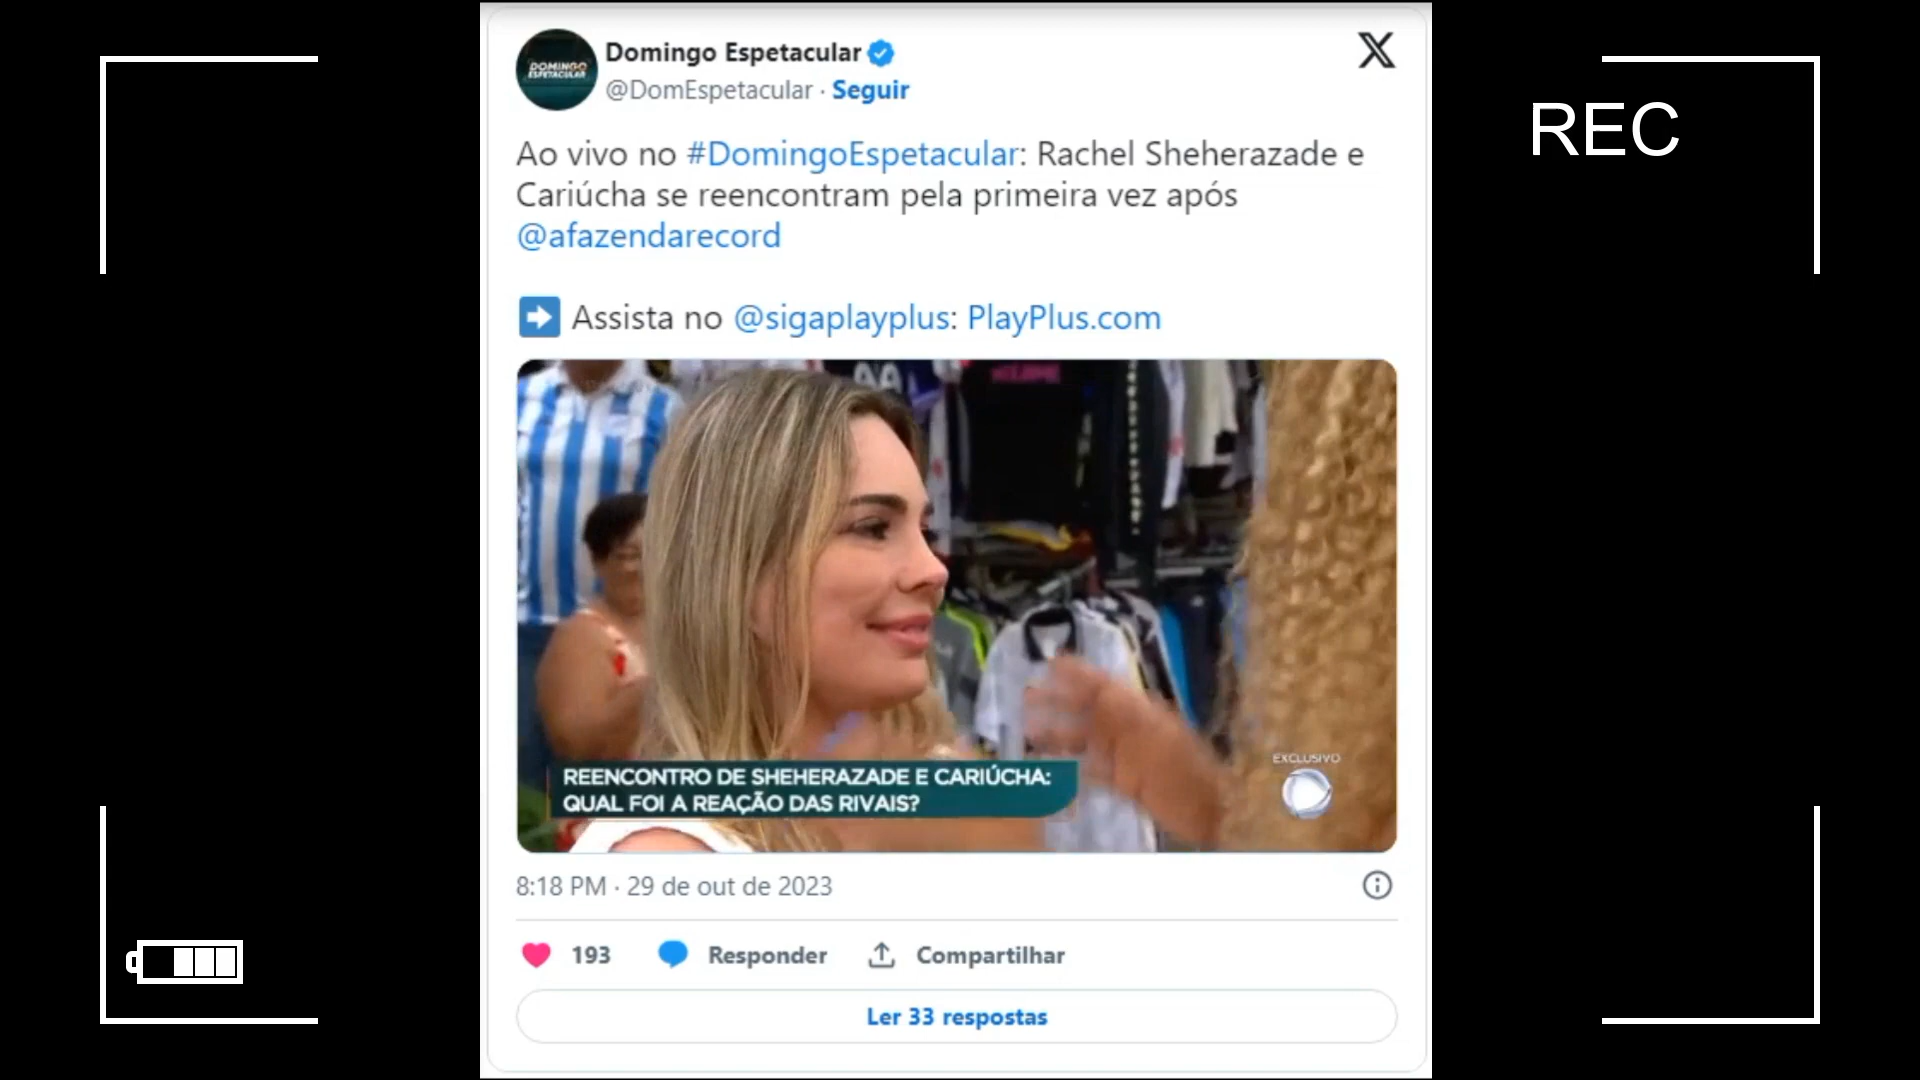 DOMINGO
ESPETACULAR
Domingo Espetacular
@DomEspetacular · Seguir
REC
Ao vivo no #DomingoEspetacular: Rachel Sheherazade e
Cariúcha se reencontram pela primeira vez após
@afazendarecord
Assista no @sigaplayplus: PlayPlus.com
REENCONTRO DE SHEHERAZADE E CARIÚCHA:
QUAL FOI A REAÇÃO DAS RIVAIS?
EXCLUSIVO
8:18 PM · 29 de out de 2023
193 Responder Compartilhar
Ler 33 respostas